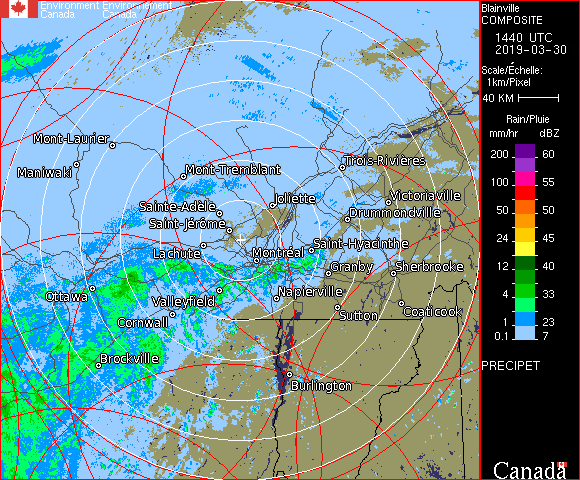 Environment Environnement
Canada Canada
Blainville
COMPOSITE
1440 UTC
2019-03-30
Scale/Échelle:
1km/Pixel
40 KM
Rain/Pluie
mm/hr dBZ
200 60
100 55
50 50
24 45
12 40
4 33
1 23
0.1 7
PRECIPET
Canada
Mont-Laurier
Maniwaki
Mont-Tremblant
Trois-Rivières
Sainte-Adèle
Joliette
Victoriaville
Drummondville
Saint-Jérôme
Lachute
Montréal
Saint-Hyacinthe
Granby
Sherbrooke
Ottawa
Valleyfield
Napierville
Cornwall
Sutton
Coaticook
Brockville
Burlington